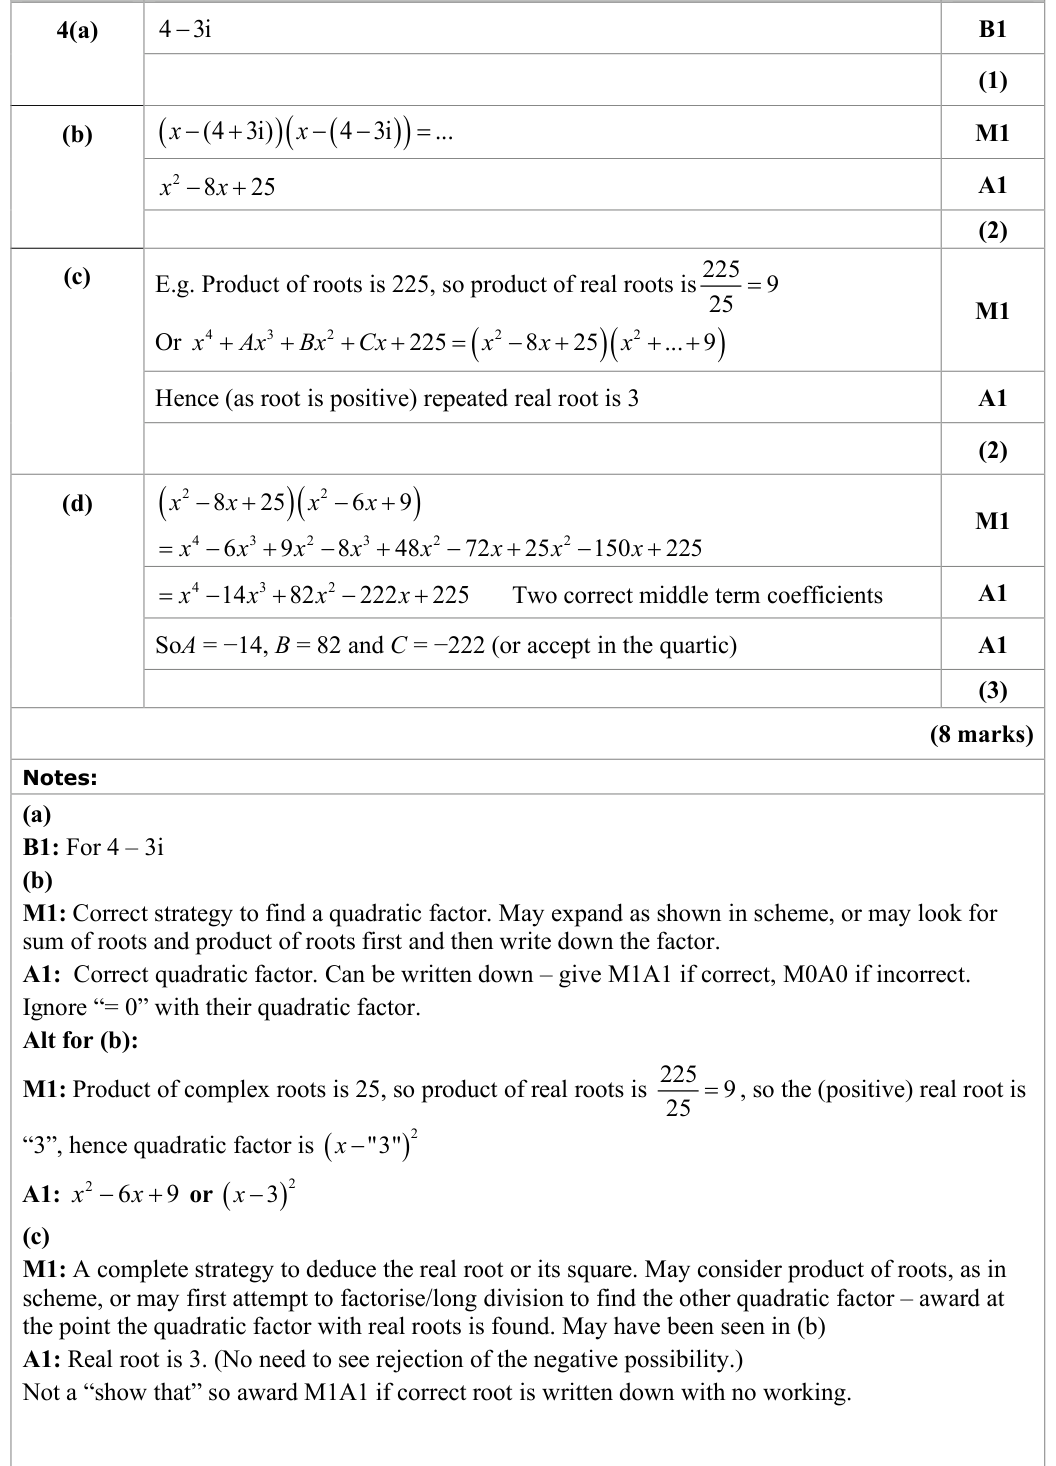 4(a) 4 – 3i B1
(1)
(b) (x – (4 + 3i))(x – (4 – 3i)) = ... M1
x² – 8x + 25 A1
(2)
(c) E.g. Product of roots is 225, so product of real roots is 225/25 = 9
Or x⁴ + Ax³ + Bx² + Cx + 225 = (x² – 8x + 25)(x² + ... + 9) M1
Hence (as root is positive) repeated real root is 3 A1
(2)
(d) (x² – 8x + 25)(x² – 6x + 9)
= x⁴ – 6x³ + 9x² – 8x³ + 48x² – 72x + 25x² – 150x + 225 M1
= x⁴ – 14x³ + 82x² – 222x + 225 Two correct middle term coefficients A1
SoA = −14, B = 82 and C = −222 (or accept in the quartic) A1
(3)
(8 marks)
Notes:
(a)
B1: For 4 – 3i
(b)
M1: Correct strategy to find a quadratic factor. May expand as shown in scheme, or may look for
sum of roots and product of roots first and then write down the factor.
A1: Correct quadratic factor. Can be written down – give M1A1 if correct, M0A0 if incorrect.
Ignore “= 0” with their quadratic factor.
Alt for (b):
M1: Product of complex roots is 25, so product of real roots is 225/25 = 9, so the (positive) real root is
“3”, hence quadratic factor is (x – "3")²
A1: x² – 6x + 9 or (x – 3)²
(c)
M1: A complete strategy to deduce the real root or its square. May consider product of roots, as in
scheme, or may first attempt to factorise/long division to find the other quadratic factor – award at
the point the quadratic factor with real roots is found. May have been seen in (b)
A1: Real root is 3. (No need to see rejection of the negative possibility.)
Not a “show that” so award M1A1 if correct root is written down with no working.